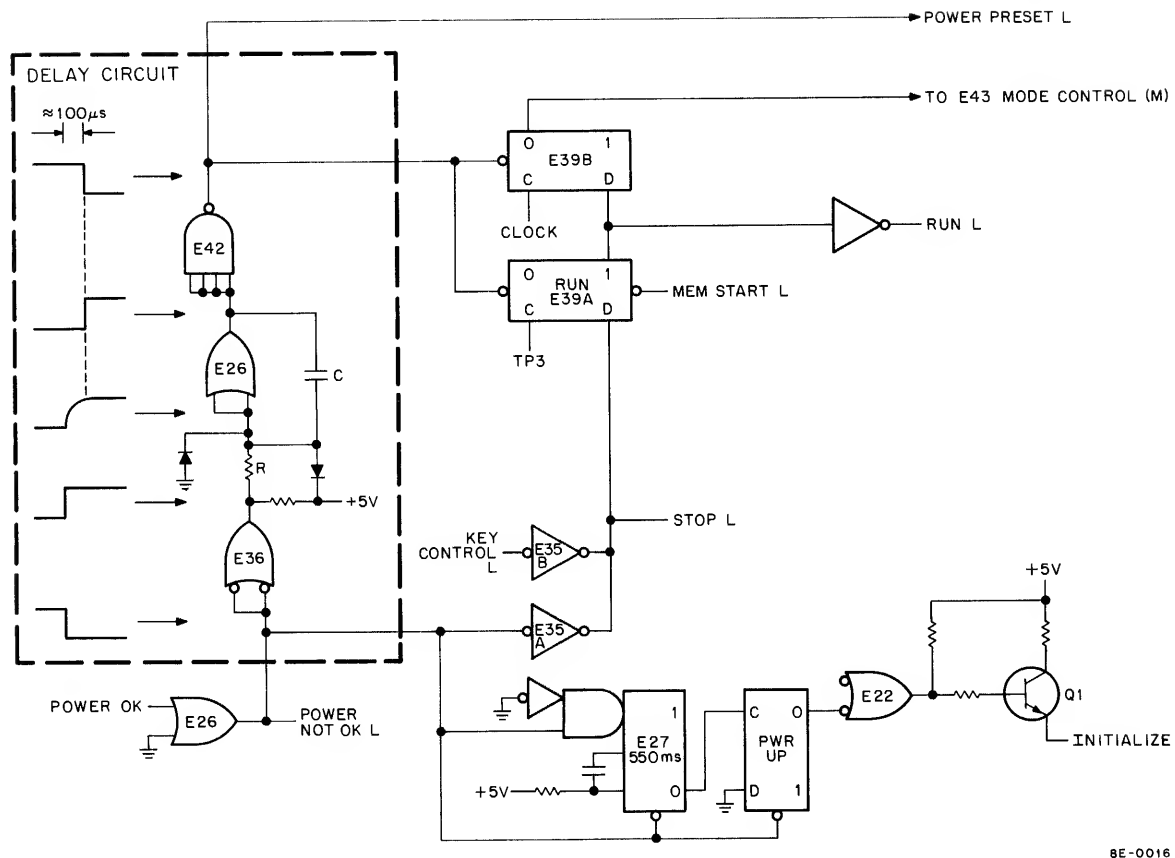 POWER PRESET L
DELAY CIRCUIT
≈100μs
TO E43 MODE CONTROL (M)
0 1
E39B
C D
CLOCK
RUN L
E42
0 1
RUN
E39A
C D
MEM START L
TP3
E26
C
R
+5V
STOP L
KEY
CONTROL
L
E35
B
E36
E35
A
+5V
POWER OK
E26
POWER
NOT OK L
E22
Q1
1
E27
550ms
0
C 0
PWR
UP
D 1
INITIALIZE
+5V
8E-0016